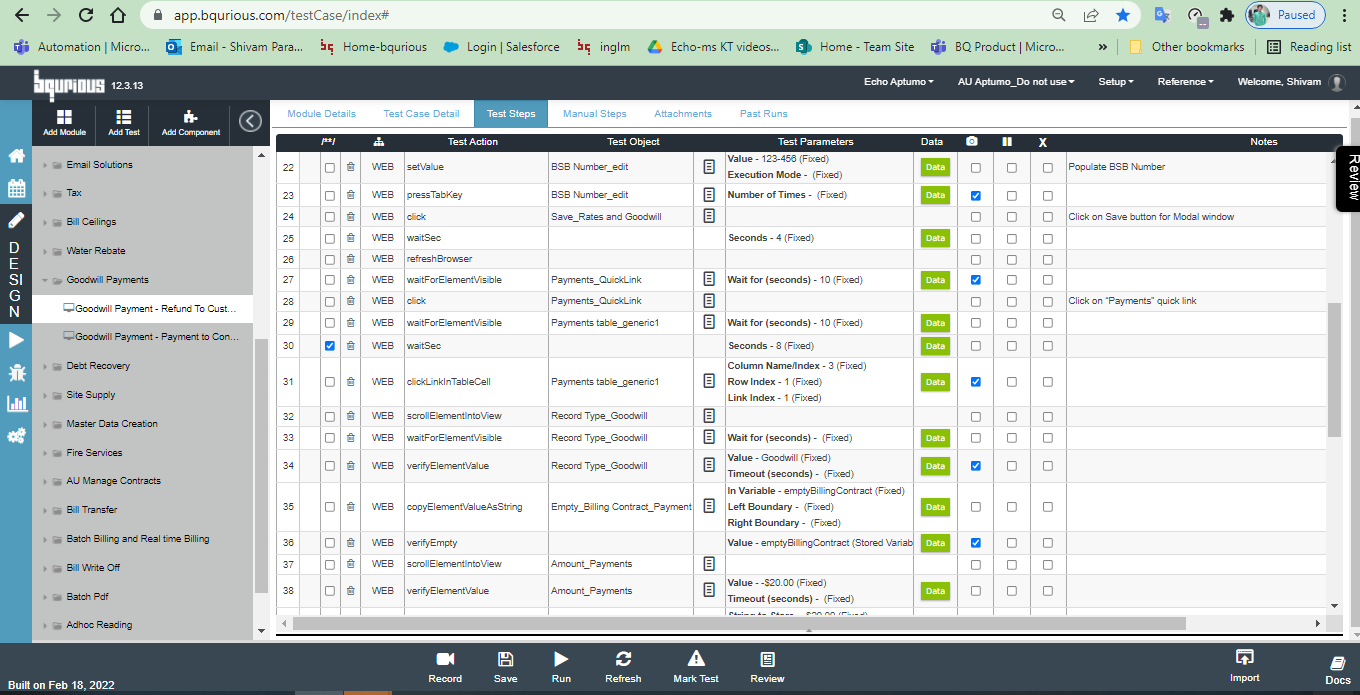 app.bqurious.com/testCase/index#
Paused
Automation | Micro...
Email - Shivam Para...
Home-bqurious
Login | Salesforce
inglm
Echo-ms KT videos...
Home - Team Site
BQ Product | Micro...
»
Other bookmarks
Reading list
bqurious 12.3.13
Echo Aptumo
AU Aptumo_Do not use
Setup
Reference
Welcome, Shivam
Add Module
Add Test
Add Component
Module Details
Test Case Detail
Test Steps
Manual Steps
Attachments
Past Runs
DESIGN
Email Solutions
Tax
Bill Ceilings
Water Rebate
Goodwill Payments
Goodwill Payment - Refund To Cust...
Goodwill Payment - Payment to Con...
Debt Recovery
Site Supply
Master Data Creation
Fire Services
AU Manage Contracts
Bill Transfer
Batch Billing and Real time Billing
Bill Write Off
Batch Pdf
Adhoc Reading
/**/ Test Action Test Object Test Parameters Data X Notes
22 WEB setValue BSB Number_edit Value - 123-456 (Fixed) Data Populate BSB Number
Execution Mode - (Fixed)
23 WEB pressTabKey BSB Number_edit Number of Times - (Fixed) Data
24 WEB click Save_Rates and Goodwill Click on Save button for Modal window
25 WEB waitSec Seconds - 4 (Fixed) Data
26 WEB refreshBrowser
27 WEB waitForElementVisible Payments_QuickLink Wait for (seconds) - 10 (Fixed) Data
28 WEB click Payments_QuickLink Click on "Payments" quick link
29 WEB waitForElementVisible Payments table_generic1 Wait for (seconds) - 10 (Fixed) Data
30 WEB waitSec Seconds - 8 (Fixed) Data
31 WEB clickLinkInTableCell Payments table_generic1 Column Name/Index - 3 (Fixed) Data
Row Index - 1 (Fixed)
Link Index - 1 (Fixed)
32 WEB scrollElementIntoView Record Type_Goodwill
33 WEB waitForElementVisible Record Type_Goodwill Wait for (seconds) - (Fixed) Data
34 WEB verifyElementValue Record Type_Goodwill Value - Goodwill (Fixed) Data
Timeout (seconds) - (Fixed)
35 WEB copyElementValueAsString Empty_Billing Contract_Payment In Variable - emptyBillingContract (Fixed) Data
Left Boundary - (Fixed)
Right Boundary - (Fixed)
36 WEB verifyEmpty Value - emptyBillingContract (Stored Variab Data
37 WEB scrollElementIntoView Amount_Payments
38 WEB verifyElementValue Amount_Payments Value - -$20.00 (Fixed) Data
Timeout (seconds) - (Fixed)
Review
Record
Save
Run
Refresh
Mark Test
Review
Import
Docs
Built on Feb 18, 2022